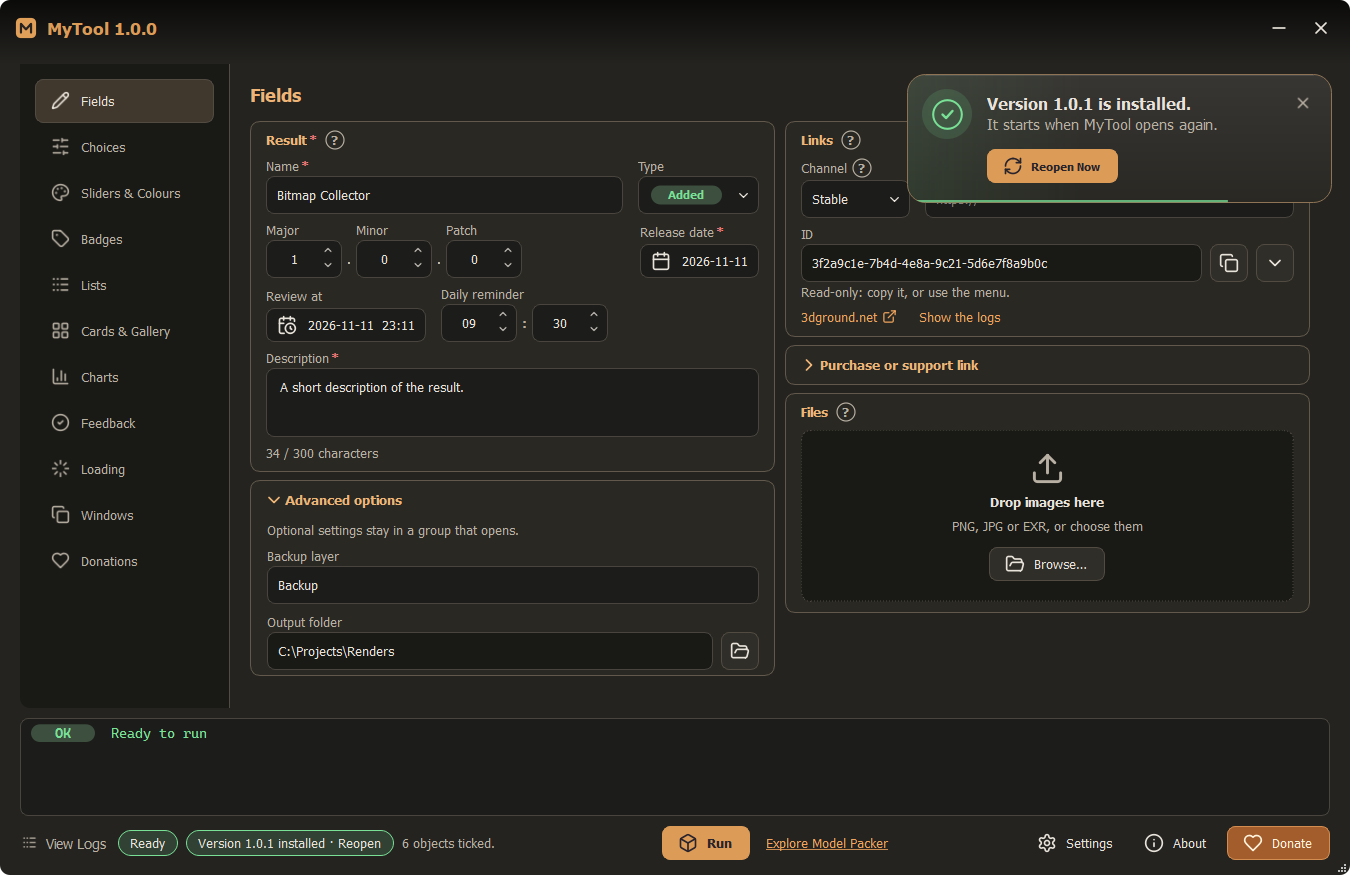 MyTool 1.0.0
Fields
Choices
Sliders & Colours
Badges
Lists
Cards & Gallery
Charts
Feedback
Loading
Windows
Donations
Fields
Result *
Name *
Bitmap Collector
Type
Added
Major
1
.
Minor
0
.
Patch
0
Release date *
2026-11-11
Review at
2026-11-11 23:11
Daily reminder
09
:
30
Description *
A short description of the result.
34 / 300 characters
Advanced options
Optional settings stay in a group that opens.
Backup layer
Backup
Output folder
C:\Projects\Renders
Links
Channel
Stable
Version 1.0.1 is installed.
It starts when MyTool opens again.
Reopen Now
ID
3f2a9c1e-7b4d-4e8a-9c21-5d6e7f8a9b0c
Read-only: copy it, or use the menu.
3dground.net
Show the logs
Purchase or support link
Files
Drop images here
PNG, JPG or EXR, or choose them
Browse...
OK Ready to run
View Logs
Ready
Version 1.0.1 installed · Reopen
6 objects ticked.
Run
Explore Model Packer
Settings
About
Donate